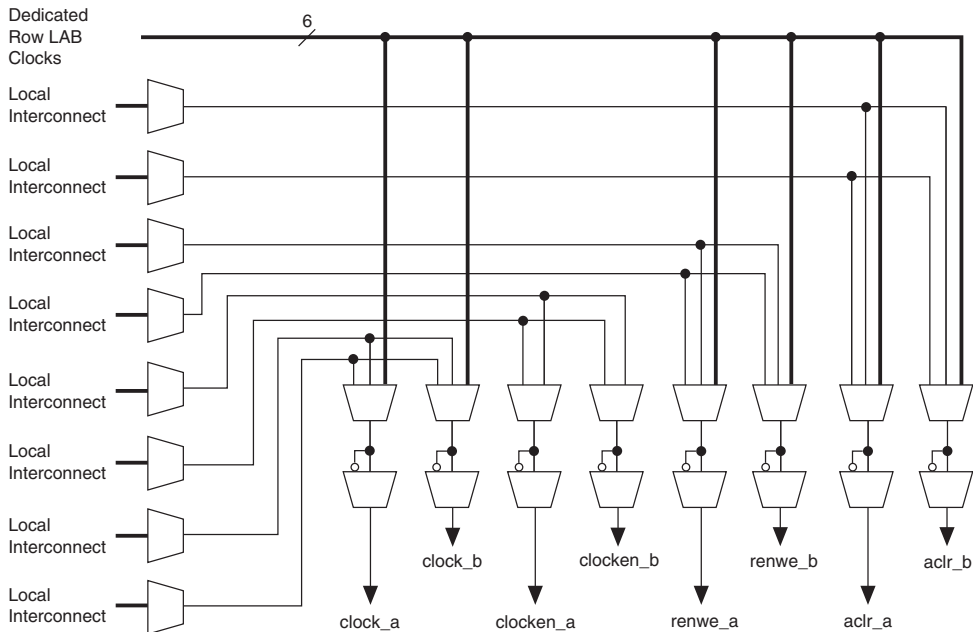 Dedicated
Row LAB
Clocks
6
Local
Interconnect
Local
Interconnect
Local
Interconnect
Local
Interconnect
Local
Interconnect
Local
Interconnect
Local
Interconnect
Local
Interconnect
clock_b
clocken_b
renwe_b
aclr_b
clock_a
clocken_a
renwe_a
aclr_a